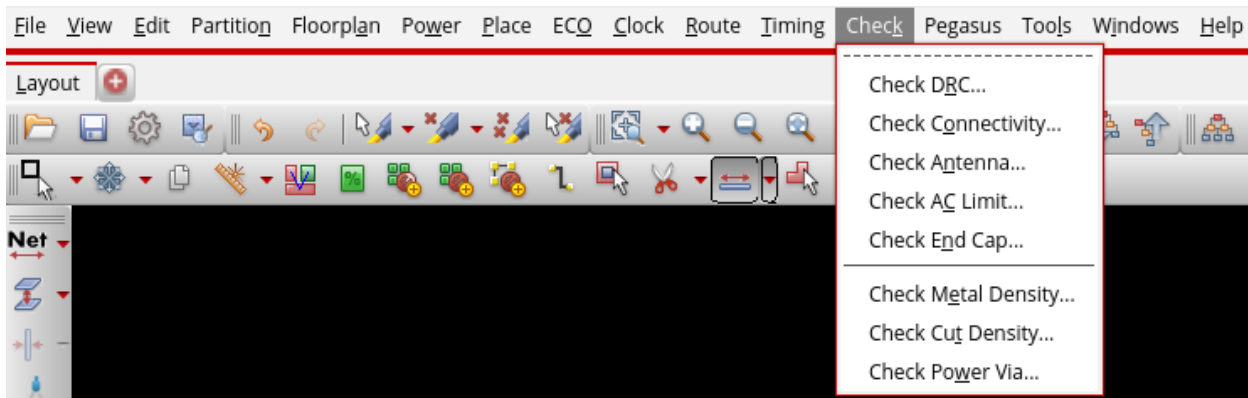 File View Edit Partition Floorplan Power Place ECO Clock Route Timing Check Pegasus Tools Windows Help
Layout
Check DRC...
Check Connectivity...
Check Antenna...
Check AC Limit...
Check End Cap...
Check Metal Density...
Check Cut Density...
Check Power Via...
%
Net